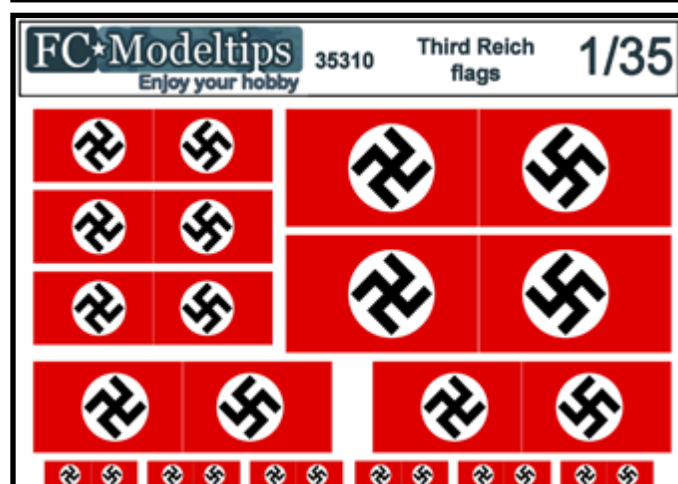 FC★Modeltips
Enjoy your hobby
35310
Third Reich
flags
1/35